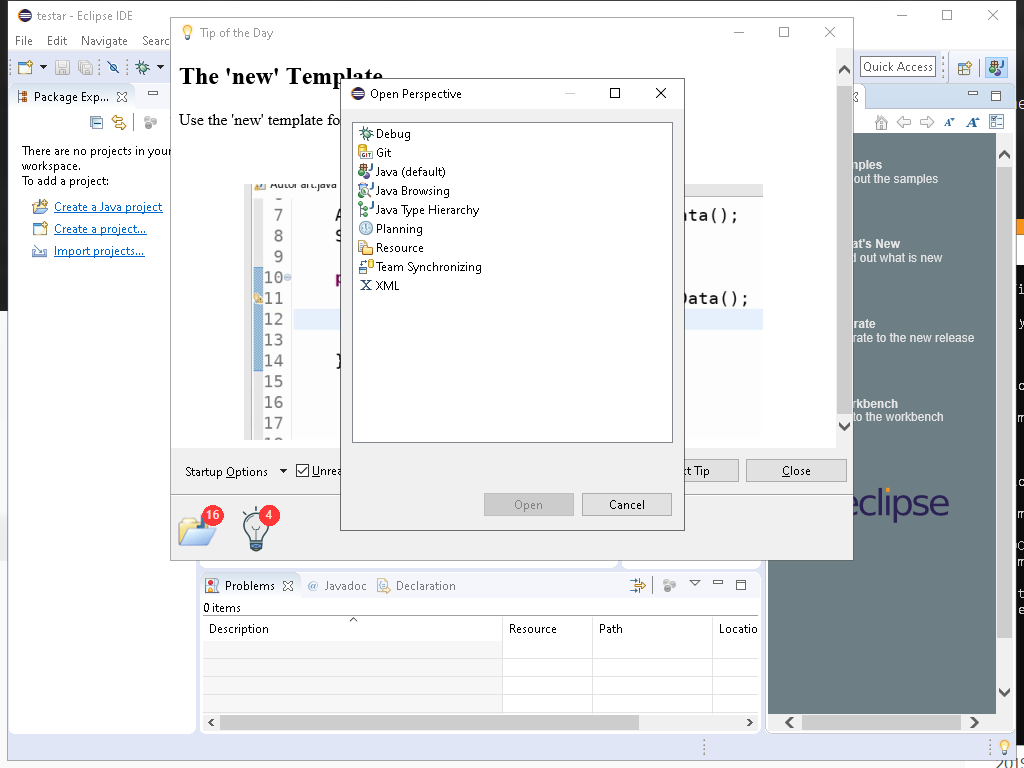 testar - Eclipse IDE
File Edit Navigate Searc
Tip of the Day
Quick Access
Package Exp...
There are no projects in your
workspace.
To add a project:
Create a Java project
Create a project...
Import projects...
The 'new' Template
Use the 'new' template fo
7
8
9
10
11
12
13
14
15
16
17
ata();
Data();
Open Perspective
Debug
Git
Java (default)
Java Browsing
Java Type Hierarchy
Planning
Resource
Team Synchronizing
XML
Open Cancel
Startup Options Unrea
t Tip Close
16
4
mples
out the samples
at's New
d out what is new
rate
rate to the new release
rkbench
to the workbench
eclipse
Problems Javadoc Declaration
0 items
Description Resource Path Locatio